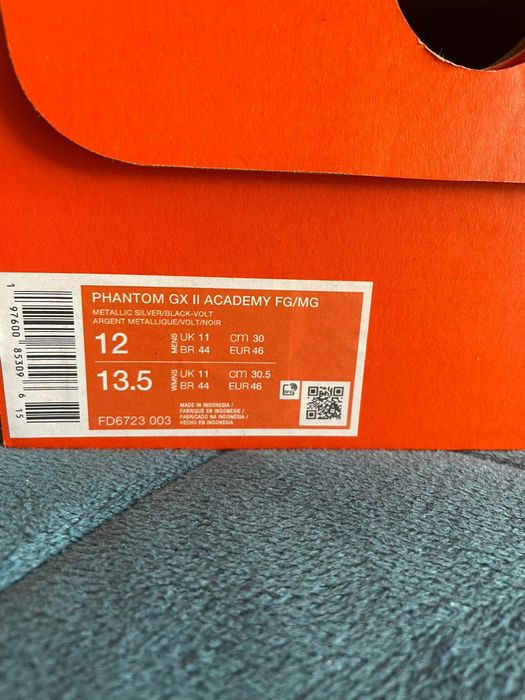 PHANTOM GX II ACADEMY FG/MG
METALLIC SILVER/BLACK-VOLT
ARGENT METALLIQUE/VOLT/NOIR
12 MENS UK 11 CM 30
BR 44 EUR 46
13.5 WMNS UK 11 CM 30.5
BR 44 EUR 46
FD6723 003
MADE IN INDONESIA /
FABRIQUE EN INDONESIE /
FABRICADO NA INDONÉSIA /
HECHO EN INDONESIA
1 97600 85309 6 15